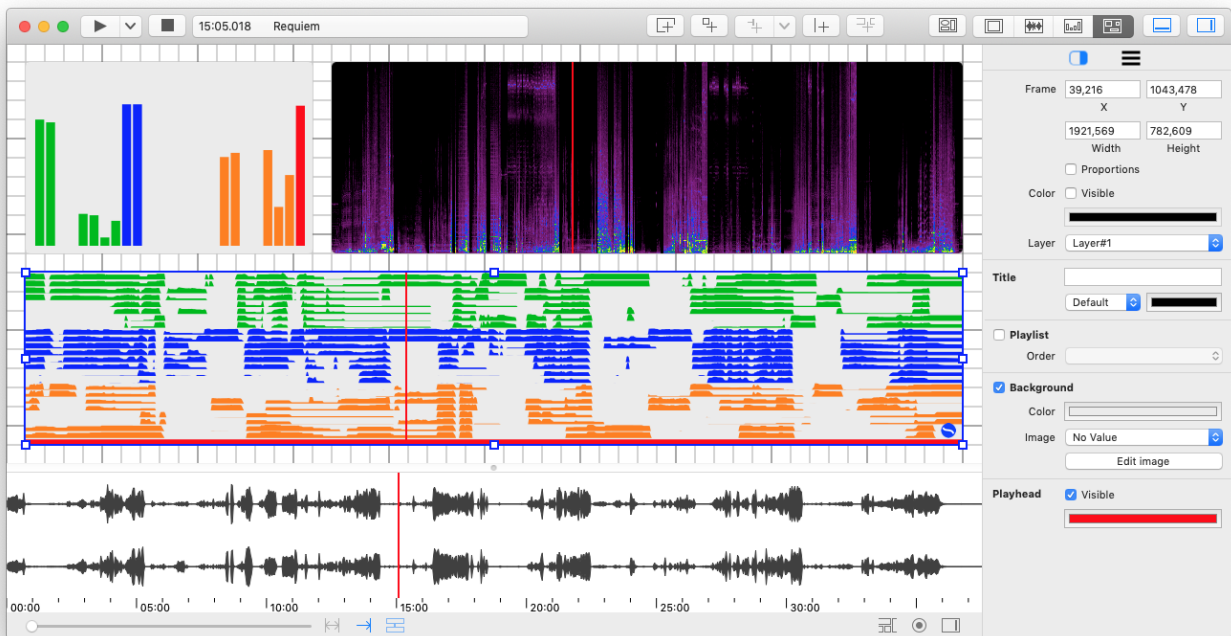 15:05.018 Requiem
Frame 39,216 1043,478
X Y
1921,569 782,609
Width Height
Proportions
Color Visible
Layer Layer#1
Title
Default
Playlist
Order
Background
Color
Image No Value
Edit image
Playhead Visible
00:00 05:00 10:00 15:00 20:00 25:00 30:00